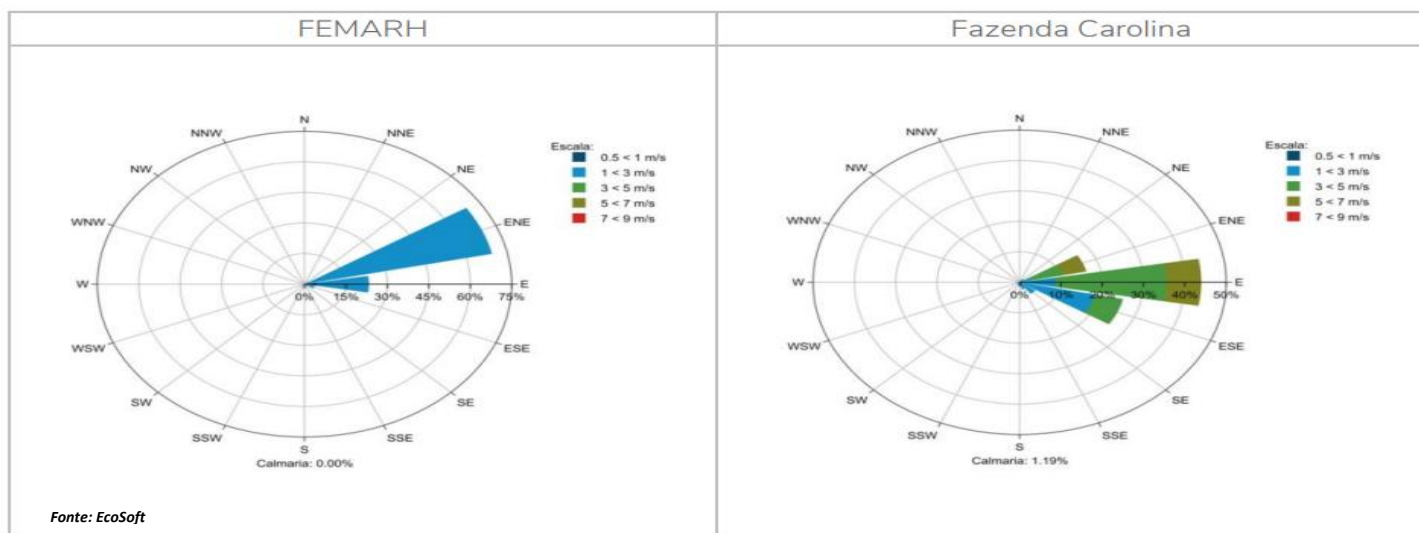 FEMARH
N
NNW
NNE
NW
NE
WNW
ENE
W
E
0% 15% 30% 45% 60% 75%
WSW
ESE
SW
SE
SSW
SSE
S
Calmaria: 0.00%
Escala:
0.5 < 1 m/s
1 < 3 m/s
3 < 5 m/s
5 < 7 m/s
7 < 9 m/s
Fonte: EcoSoft
Fazenda Carolina
N
NNW
NNE
NW
NE
WNW
ENE
W
E
0% 10% 20% 30% 40% 50%
WSW
ESE
SW
SE
SSW
SSE
S
Calmaria: 1.19%
Escala:
0.5 < 1 m/s
1 < 3 m/s
3 < 5 m/s
5 < 7 m/s
7 < 9 m/s